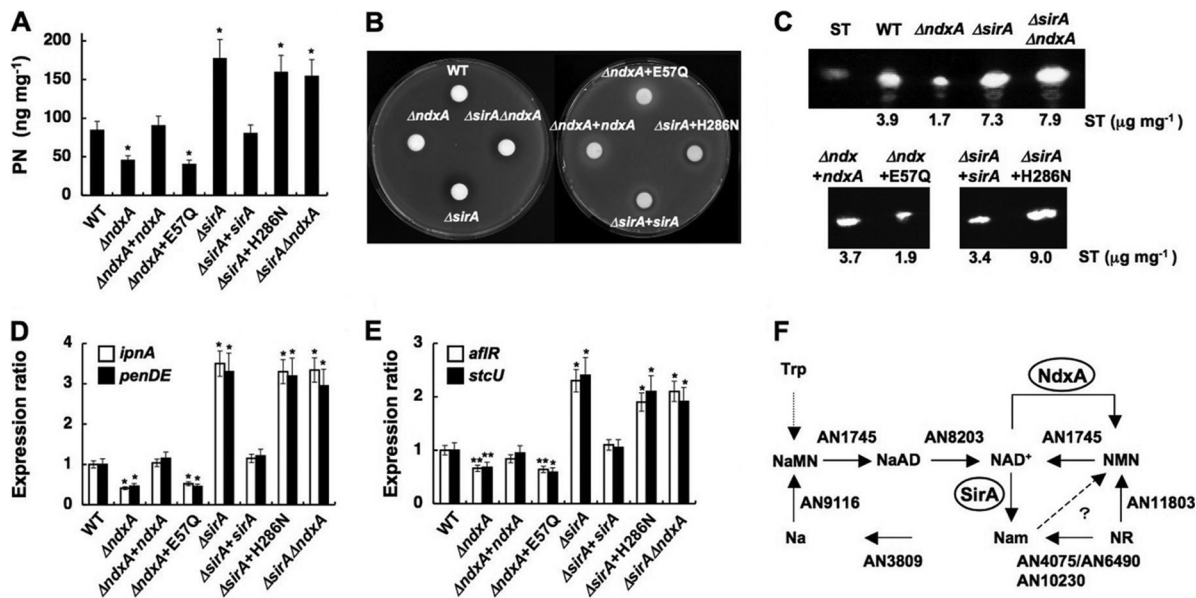 A
PN (ng mg-1)
200
150
100
50
0
* * * * *
WT
ΔndxA
ΔndxA+ndxA
ΔndxA+E57Q
ΔsirA
ΔsirA+sirA
ΔsirA+H286N
ΔsirAΔndxA
B
WT
ΔndxA
ΔsirAΔndxA
ΔsirA
ΔndxA+E57Q
ΔndxA+ndxA
ΔsirA+H286N
ΔsirA+sirA
C
ST WT ΔndxA ΔsirA ΔsirA
ΔndxA
3.9 1.7 7.3 7.9 ST (μg mg-1)
Δndx Δndx ΔsirA ΔsirA
+ndxA +E57Q +sirA +H286N
3.7 1.9 3.4 9.0 ST (μg mg-1)
D
Expression ratio
4
3
2
1
0
ipnA
penDE
* * * * * * * * * *
WT
ΔndxA
ΔndxA+ndxA
ΔndxA+E57Q
ΔsirA
ΔsirA+sirA
ΔsirA+H286N
ΔsirAΔndxA
E
Expression ratio
3
2
1
0
aflR
stcU
** ** ** * * * * * * *
WT
ΔndxA
ΔndxA+ndxA
ΔndxA+E57Q
ΔsirA
ΔsirA+sirA
ΔsirA+H286N
ΔsirAΔndxA
F
Trp
NdxA
AN1745 AN8203 AN1745
NaMN NaAD NAD+ NMN
SirA
AN9116 ? AN11803
Na Nam NR
AN3809
AN4075/AN6490
AN10230